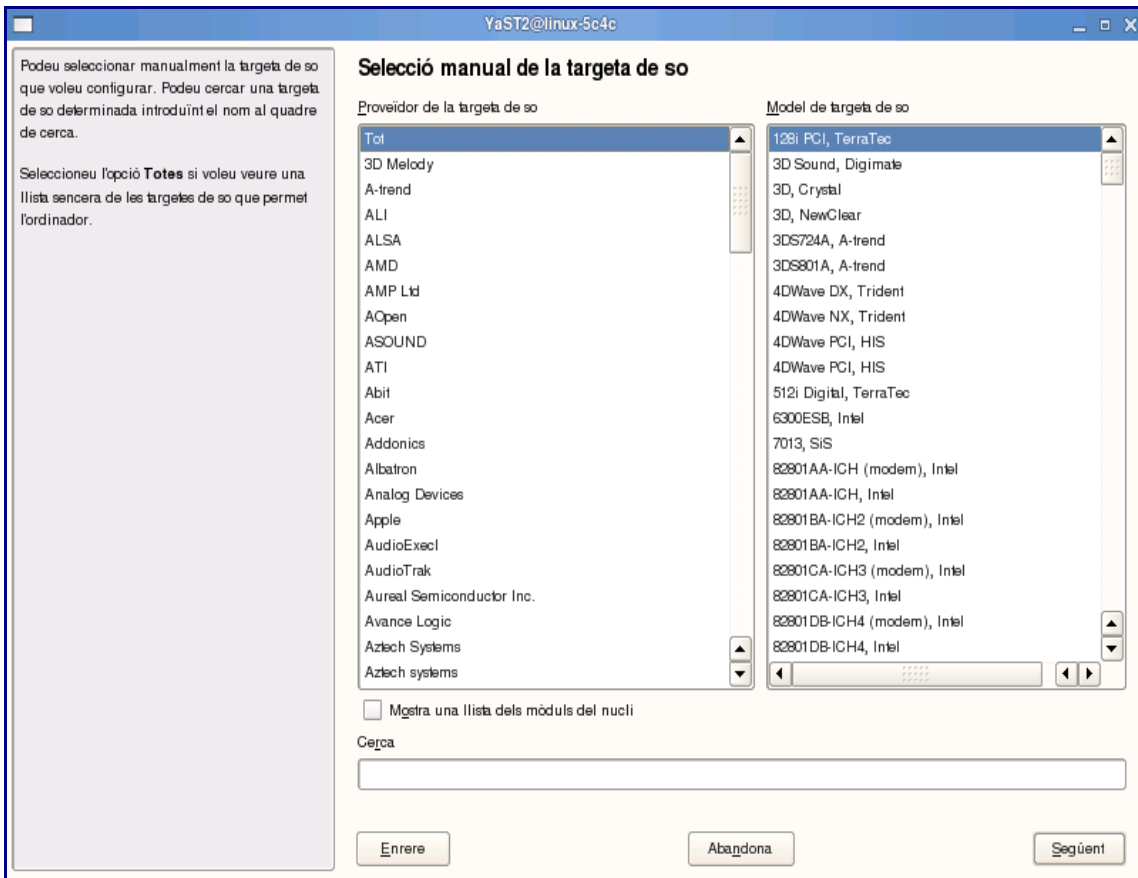 YaST2@linux-5c4c
Podeu seleccionar manualment la targeta de so
que voleu configurar. Podeu cercar una targeta
de so determinada introduïnt el nom al quadre
de cerca.
Seleccioneu l'opció Totes si voleu veure una
llista sencera de les targetes de so que permet
l'ordinador.
Selecció manual de la targeta de so
Proveïdor de la targeta de so
Tot
3D Melody
A-trend
ALI
ALSA
AMD
AMP Ltd
AOpen
ASOUND
ATI
Abit
Acer
Addonics
Albatron
Analog Devices
Apple
AudioExecl
AudioTrak
Aureal Semiconductor Inc.
Avance Logic
Aztech Systems
Aztech systems
Model de targeta de so
128i PCI, TerraTec
3D Sound, Digimate
3D, Crystal
3D, NewClear
3DS724A, A-trend
3DS801A, A-trend
4DWave DX, Trident
4DWave NX, Trident
4DWave PCI, HIS
4DWave PCI, HIS
512i Digital, TerraTec
6300ESB, Intel
7013, SiS
82801AA-ICH (modem), Intel
82801AA-ICH, Intel
82801BA-ICH2 (modem), Intel
82801BA-ICH2, Intel
82801CA-ICH3 (modem), Intel
82801CA-ICH3, Intel
82801DB-ICH4 (modem), Intel
82801DB-ICH4, Intel
Mostra una llista dels mòduls del nucli
Cerca
Enrere
Abandona
Següent